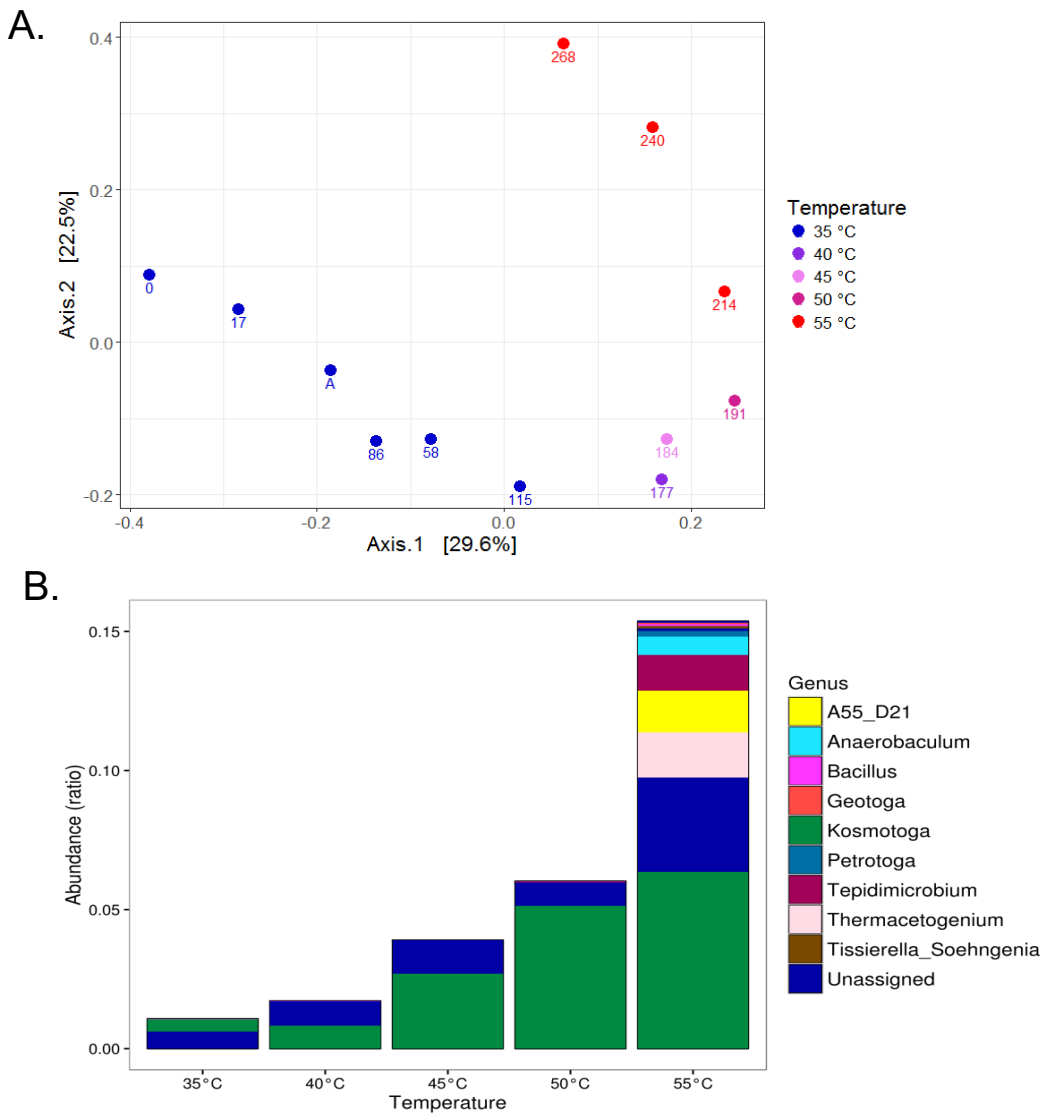 A.
0.4
0.2
0.0
-0.2
Axis.2 [22.5%]
268
240
0
17
214
A
191
86
58
184
115
177
-0.4
-0.2
0.0
0.2
Axis.1 [29.6%]
Temperature
35 °C
40 °C
45 °C
50 °C
55 °C
B.
0.15
0.10
0.05
0.00
Abundance (ratio)
35°C
40°C
45°C
50°C
55°C
Temperature
Genus
A55_D21
Anaerobaculum
Bacillus
Geotoga
Kosmotoga
Petrotoga
Tepidimicrobium
Thermacetogenium
Tissierella_Soehngenia
Unassigned